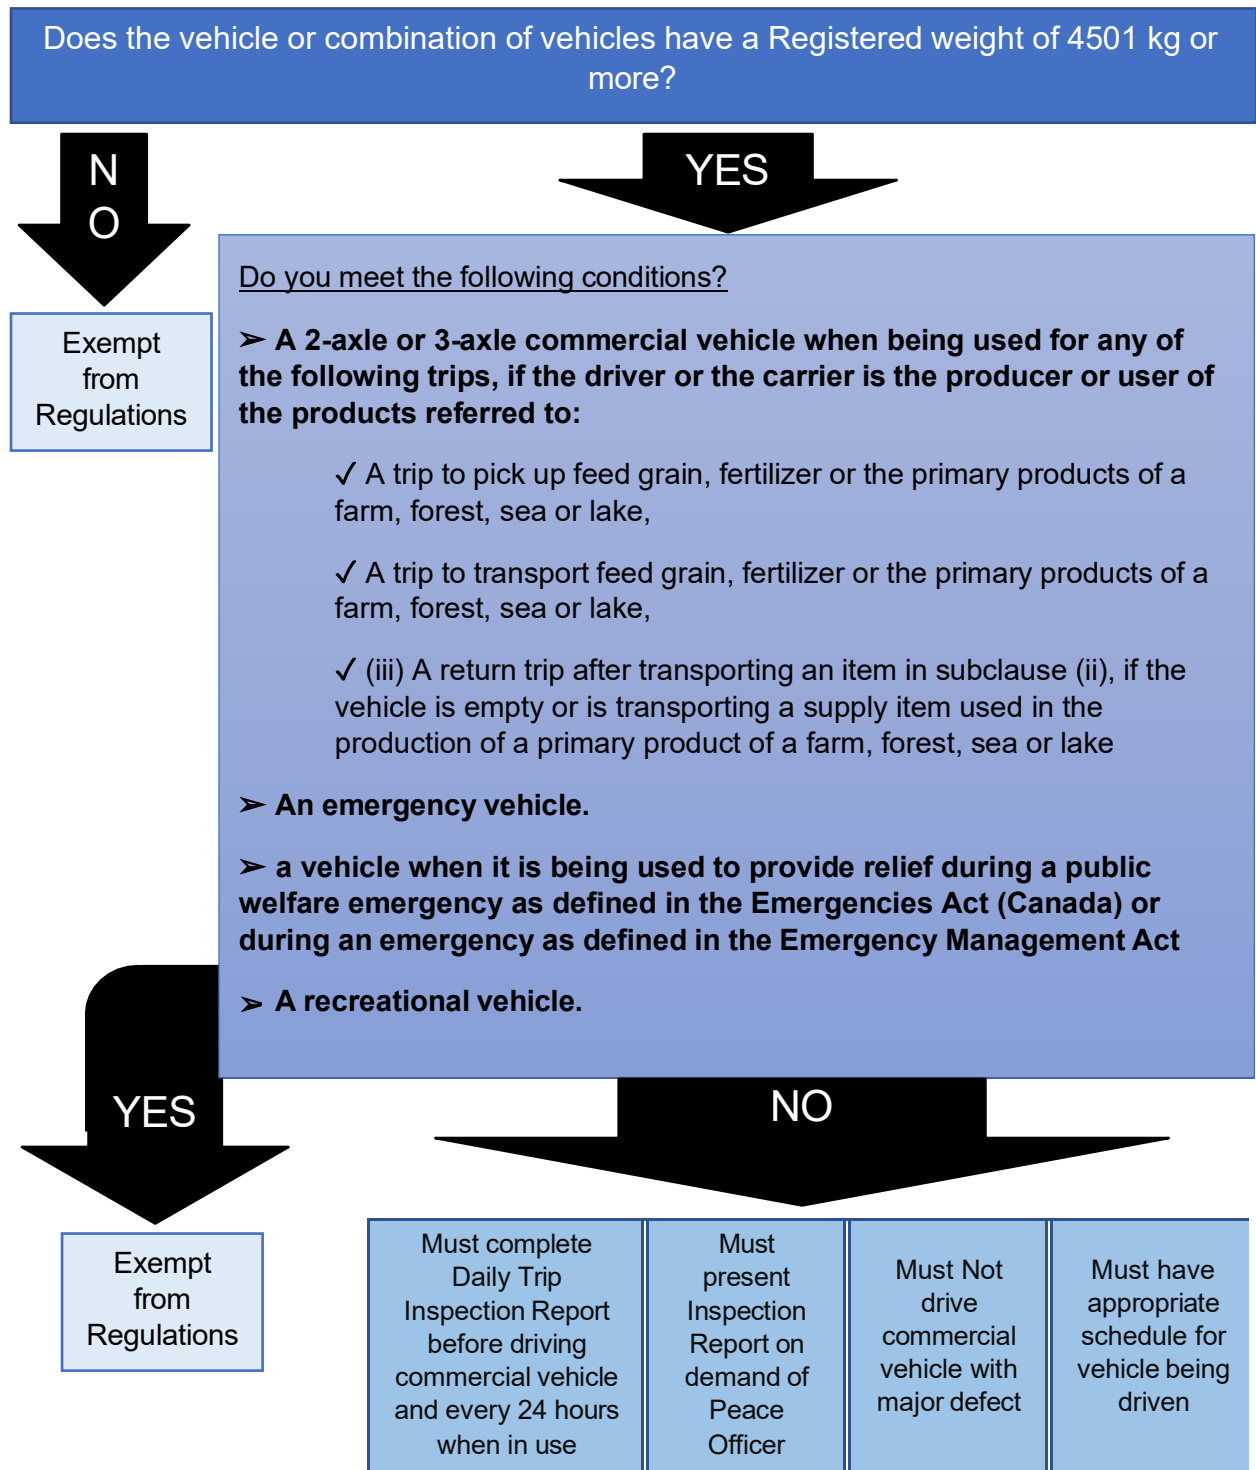 Does the vehicle or combination of vehicles have a Registered weight of 4501 kg or
more?
N
O
YES
Exempt
from
Regulations
Do you meet the following conditions?
➢ A 2-axle or 3-axle commercial vehicle when being used for any of
the following trips, if the driver or the carrier is the producer or user of
the products referred to:
✓ A trip to pick up feed grain, fertilizer or the primary products of a
farm, forest, sea or lake,
✓ A trip to transport feed grain, fertilizer or the primary products of a
farm, forest, sea or lake,
✓ (iii) A return trip after transporting an item in subclause (ii), if the
vehicle is empty or is transporting a supply item used in the
production of a primary product of a farm, forest, sea or lake
➢ An emergency vehicle.
➢ a vehicle when it is being used to provide relief during a public
welfare emergency as defined in the Emergencies Act (Canada) or
during an emergency as defined in the Emergency Management Act
➢ A recreational vehicle.
YES
NO
Exempt
from
Regulations
Must complete
Daily Trip
Inspection Report
before driving
commercial vehicle
and every 24 hours
when in use
Must
present
Inspection
Report on
demand of
Peace
Officer
Must Not
drive
commercial
vehicle with
major defect
Must have
appropriate
schedule for
vehicle being
driven